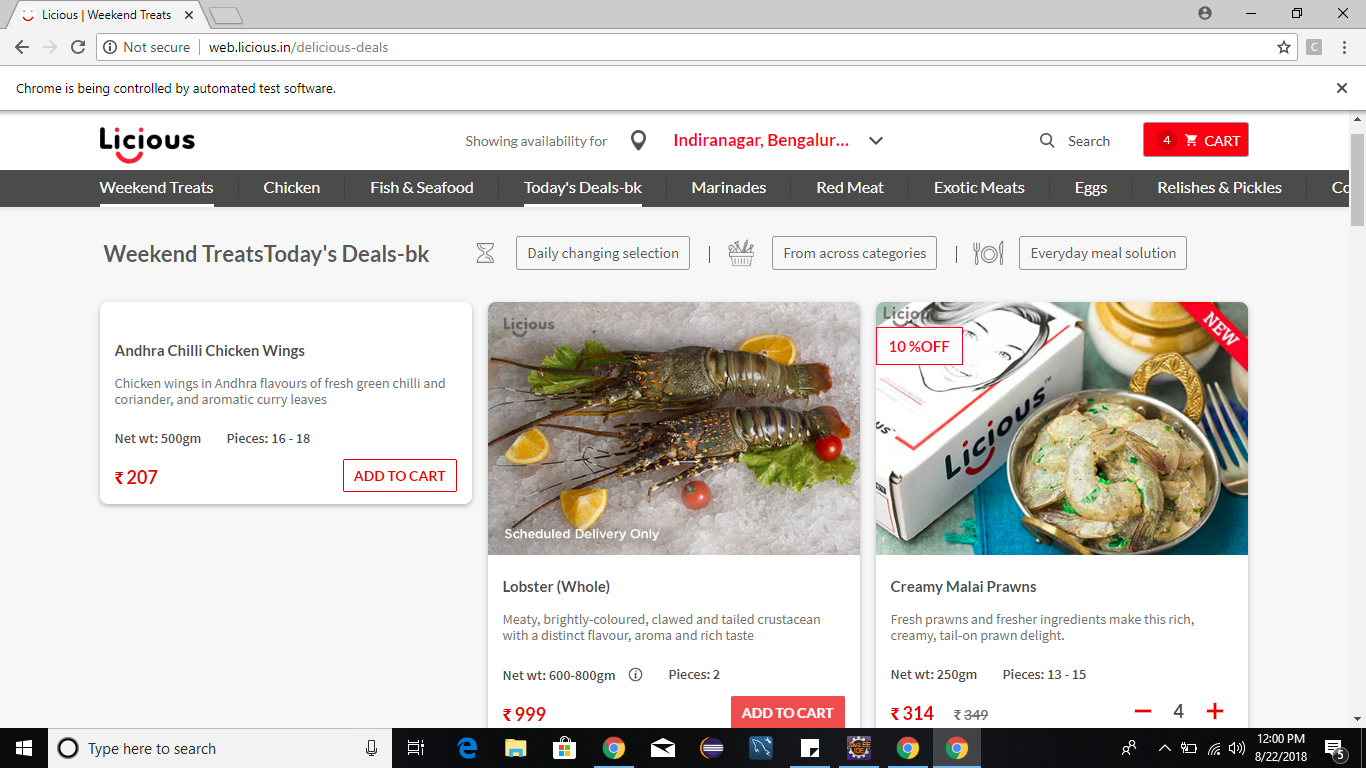 Licious | Weekend Treats
Not secure
web.licious.in/delicious-deals
C
Chrome is being controlled by automated test software.
Licious
Showing availability for
Indiranagar, Bengalur...
Search
4 CART
Weekend Treats
Chicken
Fish & Seafood
Today's Deals-bk
Marinades
Red Meat
Exotic Meats
Eggs
Relishes & Pickles
Co
Weekend TreatsToday's Deals-bk
Daily changing selection
|
From across categories
|
Everyday meal solution
Andhra Chilli Chicken Wings
Chicken wings in Andhra flavours of fresh green chilli and
coriander, and aromatic curry leaves
Net wt: 500gm Pieces: 16 - 18
₹ 207
ADD TO CART
Licious
Scheduled Delivery Only
Lobster (Whole)
Meaty, brightly-coloured, clawed and tailed crustacean
with a distinct flavour, aroma and rich taste
Net wt: 600-800gm Pieces: 2
₹ 999
ADD TO CART
Licious
10 %OFF
NEW
Licious™
Creamy Malai Prawns
Fresh prawns and fresher ingredients make this rich,
creamy, tail-on prawn delight.
Net wt: 250gm Pieces: 13 - 15
₹ 314 ₹ 349
4
Type here to search
12:00 PM
8/22/2018
5